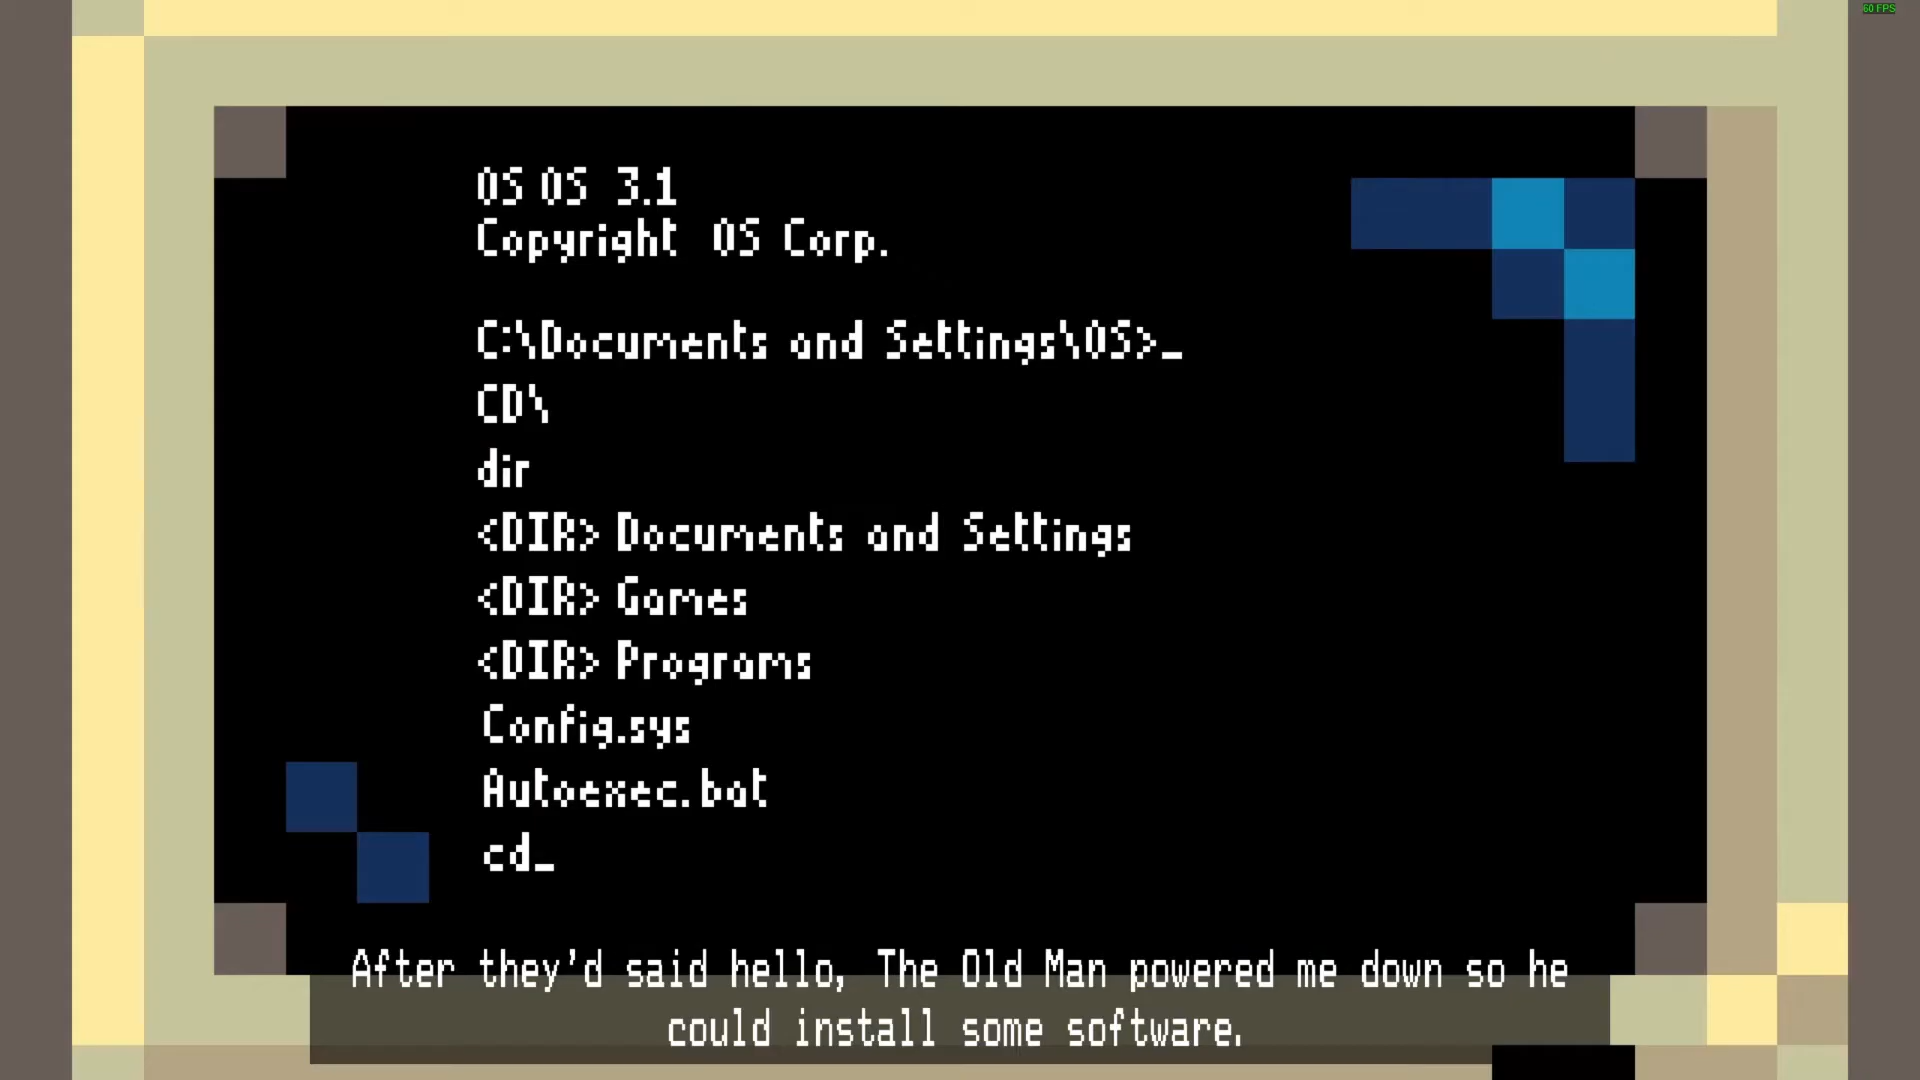 60 FPS
OS OS 3.1
Copyright OS Corp.
C:\Documents and Settings\OS>_
CD\
dir
<DIR> Documents and Settings
<DIR> Games
<DIR> Programs
Config.sys
Autoexec.bat
cd_
After they'd said hello, The Old Man powered me down so he
could install some software.